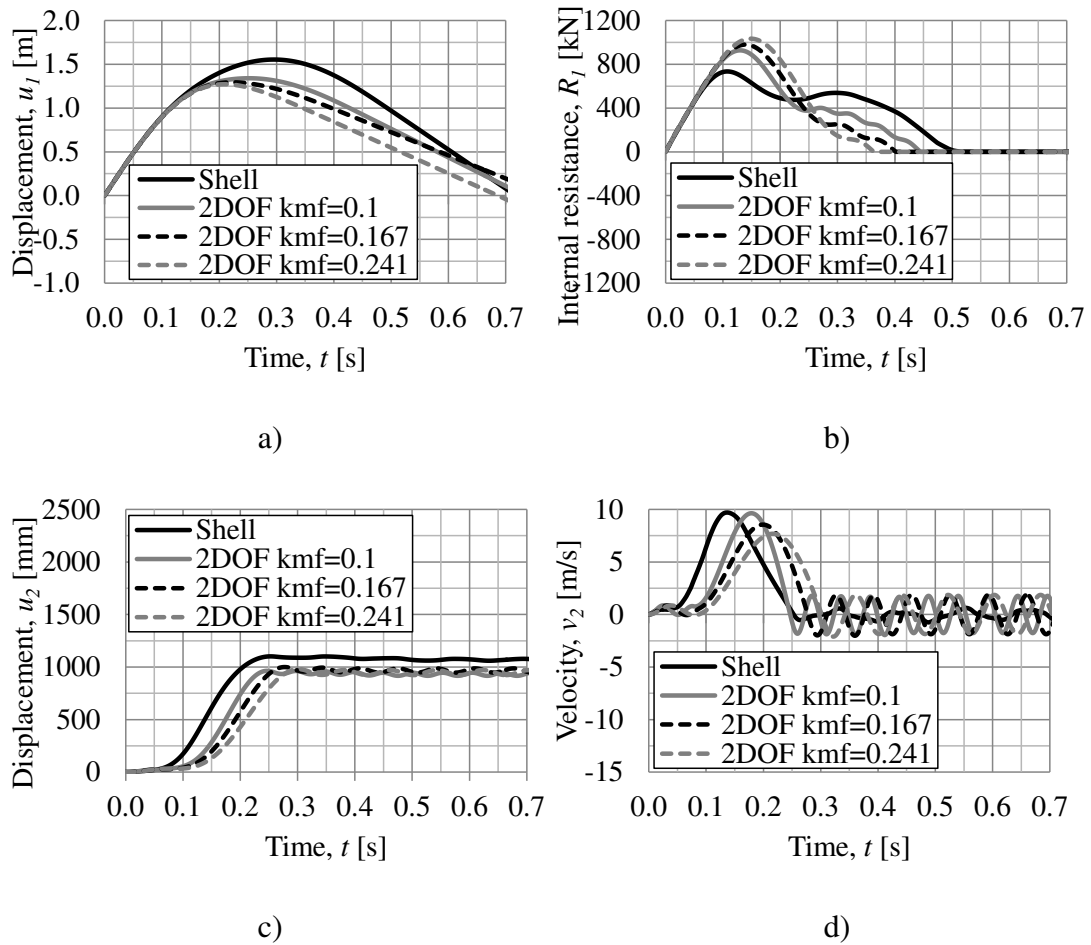 Displacement, u1 [m]
2.0
1.5
1.0
0.5
0.0
-0.5
-1.0
Shell
2DOF kmf=0.1
2DOF kmf=0.167
2DOF kmf=0.241
0.0 0.1 0.2 0.3 0.4 0.5 0.6 0.7
Time, t [s]
a)
Internal resistance, R1 [kN]
1200
800
400
0
-400
-800
-1200
Shell
2DOF kmf=0.1
2DOF kmf=0.167
2DOF kmf=0.241
0.0 0.1 0.2 0.3 0.4 0.5 0.6 0.7
Time, t [s]
b)
Displacement, u2 [mm]
2500
2000
1500
1000
500
0
Shell
2DOF kmf=0.1
2DOF kmf=0.167
2DOF kmf=0.241
0.0 0.1 0.2 0.3 0.4 0.5 0.6 0.7
Time, t [s]
c)
Velocity, v2 [m/s]
10
5
0
-5
-10
-15
Shell
2DOF kmf=0.1
2DOF kmf=0.167
2DOF kmf=0.241
0.0 0.1 0.2 0.3 0.4 0.5 0.6 0.7
Time, t [s]
d)